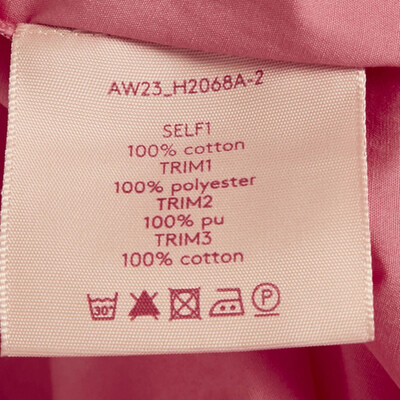 AW23_H2068A-2
SELF1
100% cotton
TRIM1
100% polyester
TRIM2
100% pu
TRIM3
100% cotton
30°
P